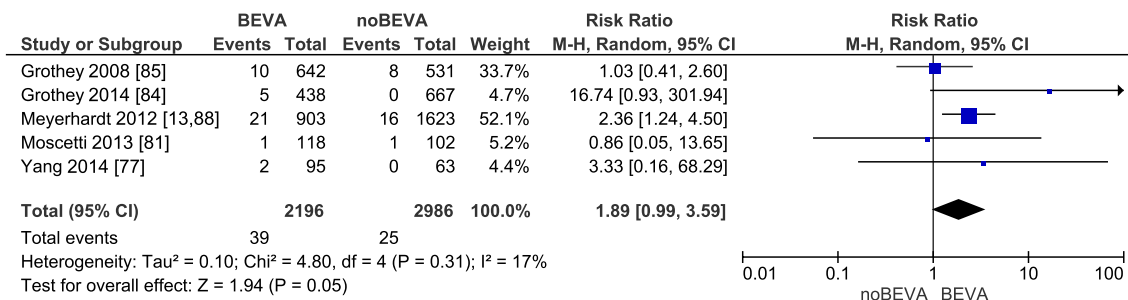 BEVA noBEVA Risk Ratio Risk Ratio
Study or Subgroup Events Total Events Total Weight M-H, Random, 95% CI M-H, Random, 95% CI
Grothey 2008 [85] 10 642 8 531 33.7% 1.03 [0.41, 2.60]
Grothey 2014 [84] 5 438 0 667 4.7% 16.74 [0.93, 301.94]
Meyerhardt 2012 [13,88] 21 903 16 1623 52.1% 2.36 [1.24, 4.50]
Moscetti 2013 [81] 1 118 1 102 5.2% 0.86 [0.05, 13.65]
Yang 2014 [77] 2 95 0 63 4.4% 3.33 [0.16, 68.29]
Total (95% CI) 2196 2986 100.0% 1.89 [0.99, 3.59]
Total events 39 25
Heterogeneity: Tau² = 0.10; Chi² = 4.80, df = 4 (P = 0.31); I² = 17%
Test for overall effect: Z = 1.94 (P = 0.05)
0.01 0.1 1 10 100
noBEVA BEVA